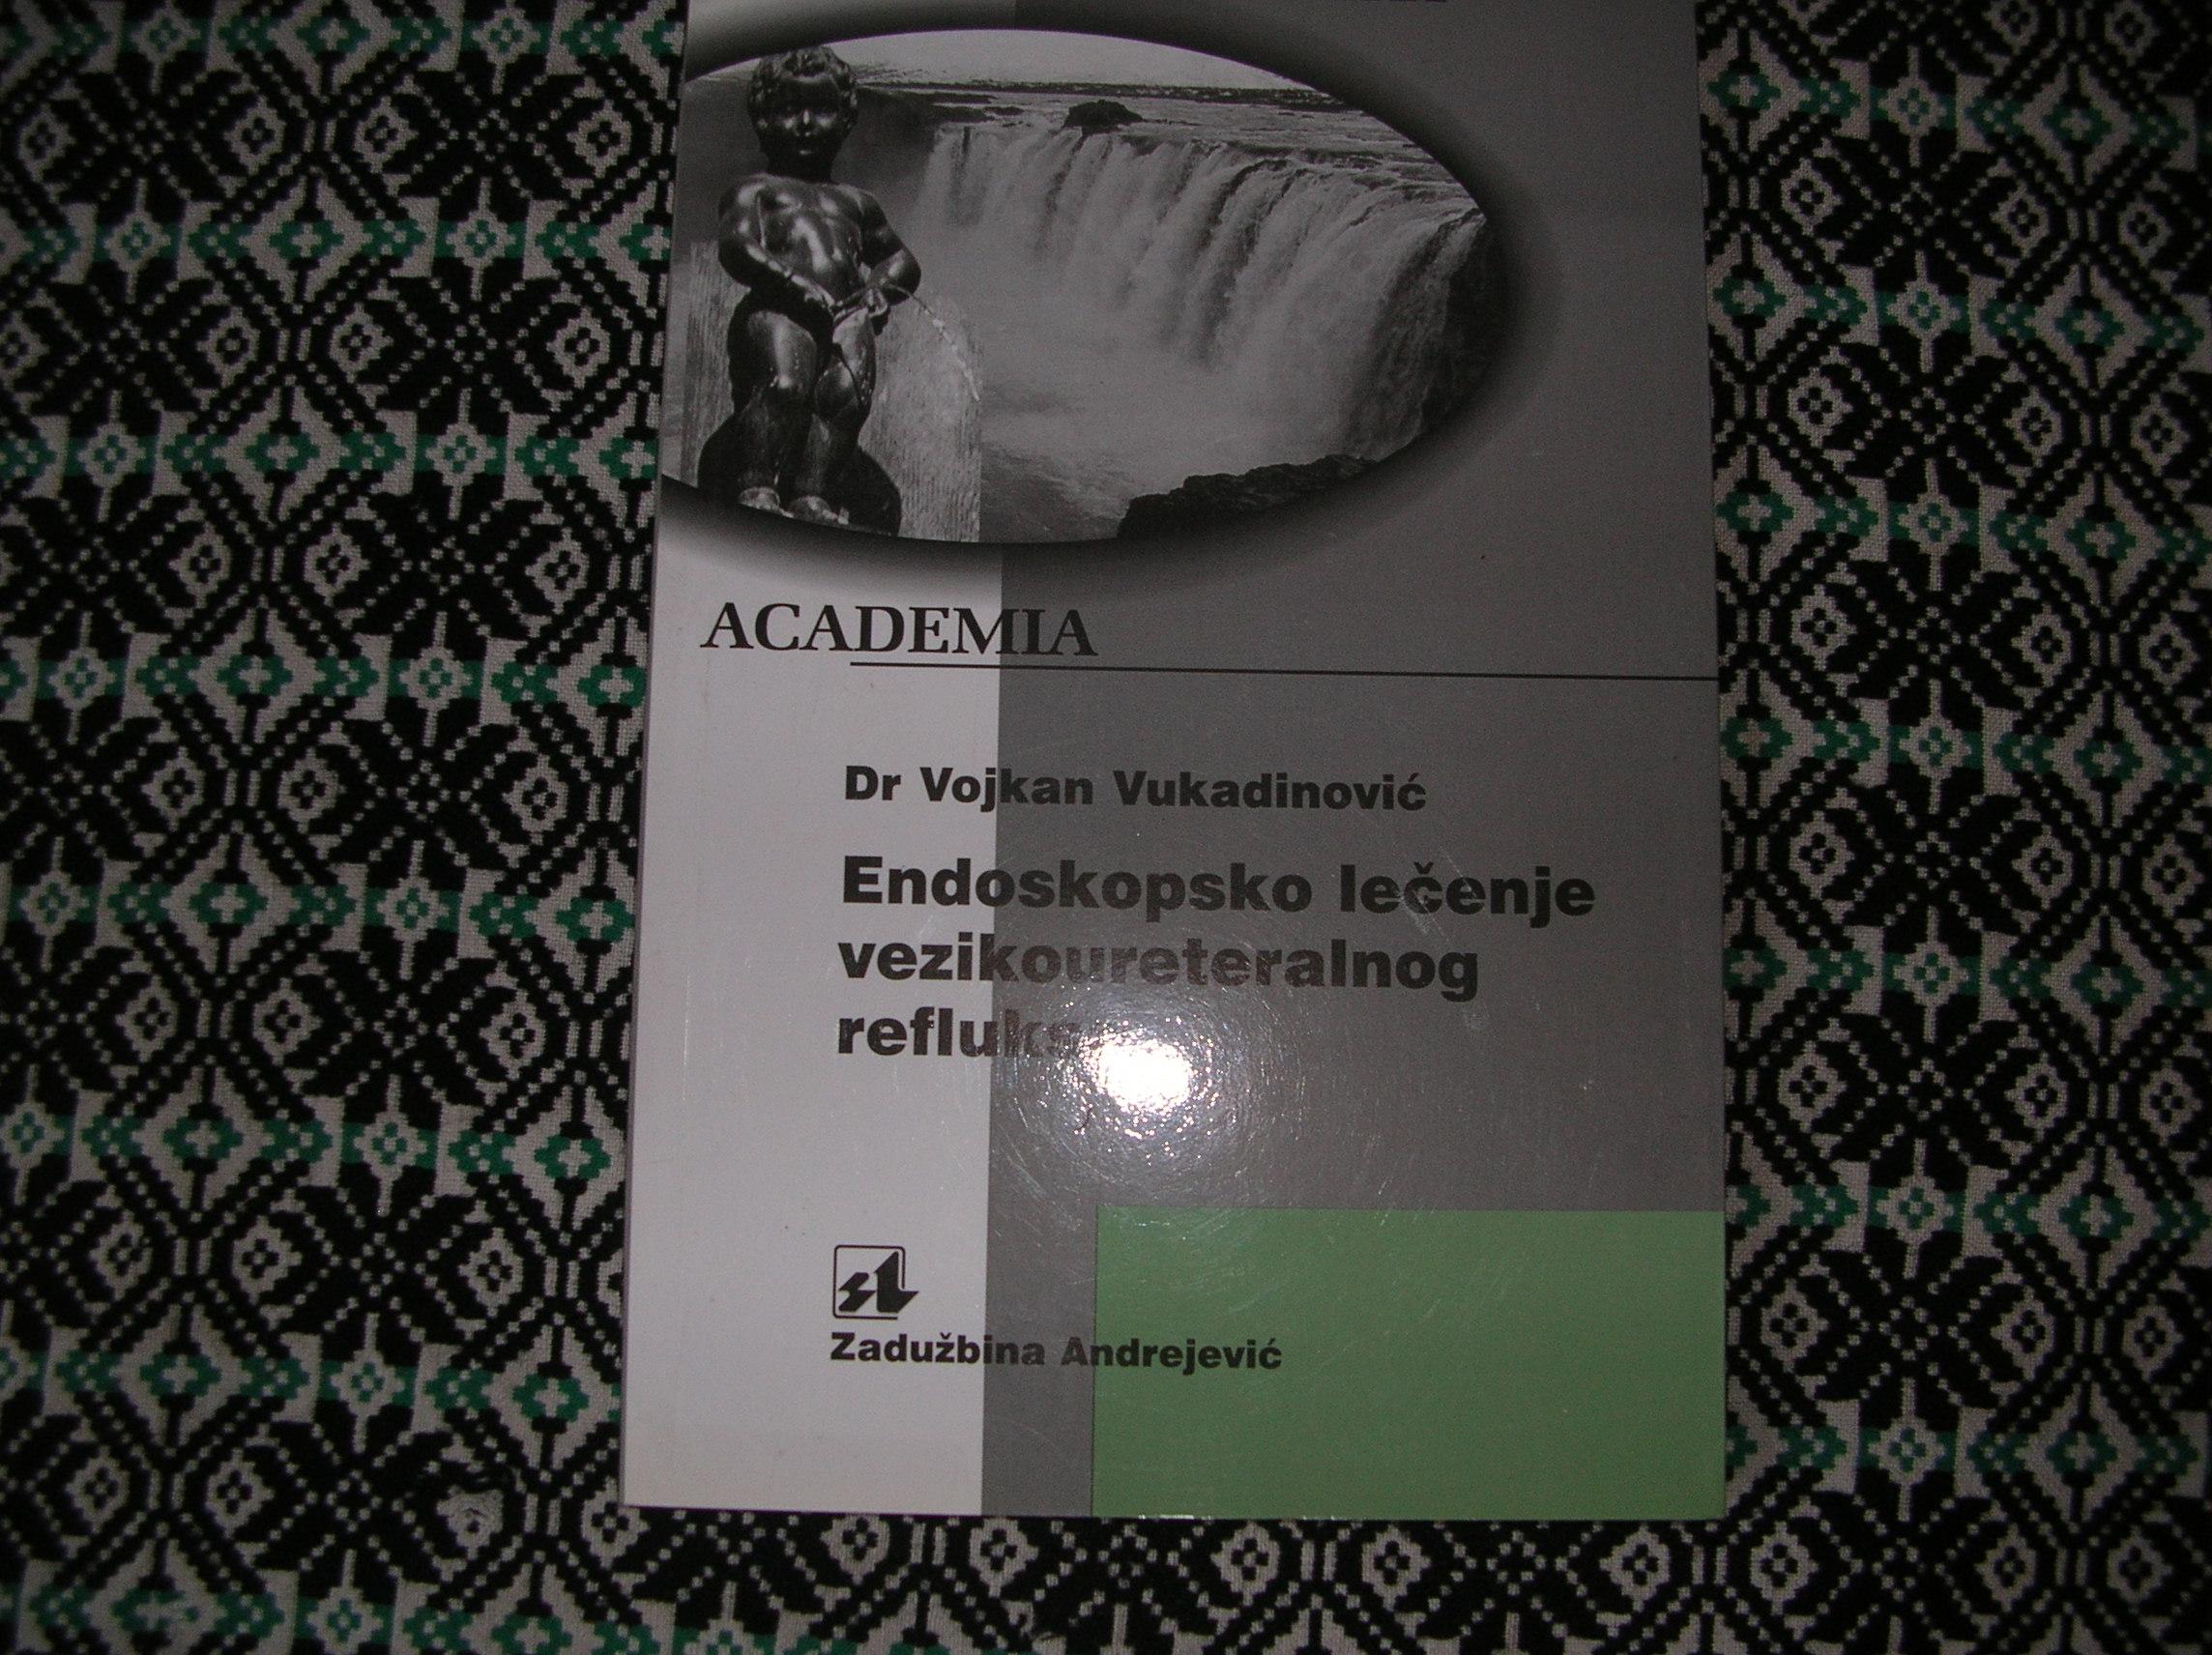 ACADEMIA
Dr Vojkan Vukadinović
Endoskopsko lečenje
vezikoureteralnog
refluks
Zadužbina Andrejević